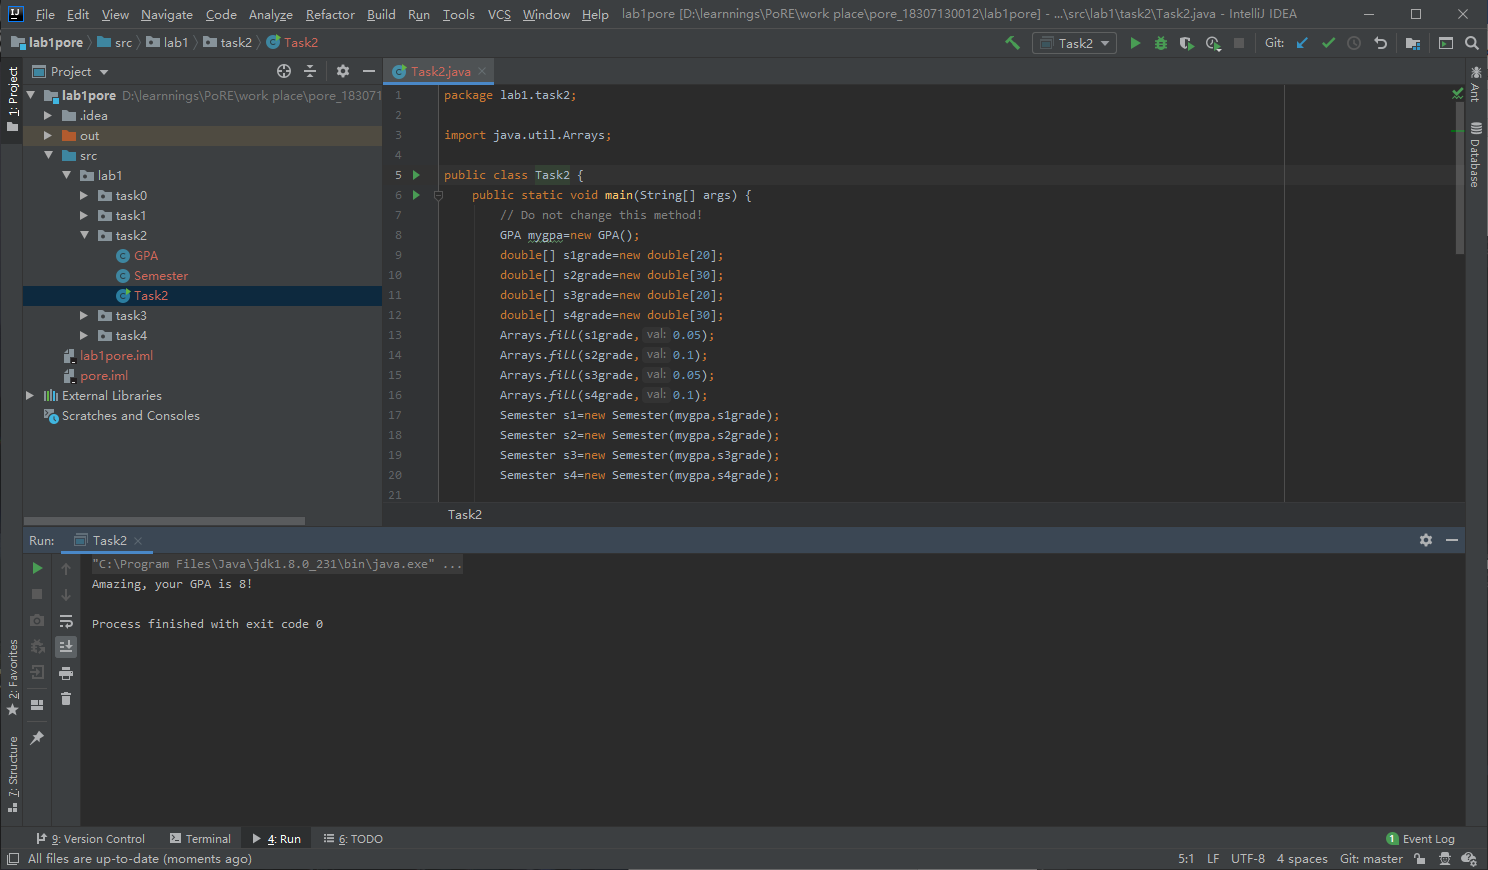 File Edit View Navigate Code Analyze Refactor Build Run Tools VCS Window Help lab1pore [D:\learnnings\PoRE\work place\pore_18307130012\lab1pore] - ...\src\lab1\task2\Task2.java - IntelliJ IDEA
lab1pore src lab1 task2 Task2 Task2 Git:
1: Project
Project
Task2.java
lab1pore D:\learnnings\PoRE\work place\pore_183071
.idea
out
src
lab1
task0
task1
task2
GPA
Semester
Task2
task3
task4
lab1pore.iml
pore.iml
External Libraries
Scratches and Consoles
1 package lab1.task2;
2
3 import java.util.Arrays;
4
5 public class Task2 {
6 public static void main(String[] args) {
7 // Do not change this method!
8 GPA mygpa=new GPA();
9 double[] s1grade=new double[20];
10 double[] s2grade=new double[30];
11 double[] s3grade=new double[20];
12 double[] s4grade=new double[30];
13 Arrays.fill(s1grade, val: 0.05);
14 Arrays.fill(s2grade, val: 0.1);
15 Arrays.fill(s3grade, val: 0.05);
16 Arrays.fill(s4grade, val: 0.1);
17 Semester s1=new Semester(mygpa,s1grade);
18 Semester s2=new Semester(mygpa,s2grade);
19 Semester s3=new Semester(mygpa,s3grade);
20 Semester s4=new Semester(mygpa,s4grade);
21
Task2
Ant
Database
Run: Task2
"C:\Program Files\Java\jdk1.8.0_231\bin\java.exe" ...
Amazing, your GPA is 8!
Process finished with exit code 0
2: Favorites
7: Structure
9: Version Control Terminal 4: Run 6: TODO 1 Event Log
All files are up-to-date (moments ago) 5:1 LF UTF-8 4 spaces Git: master